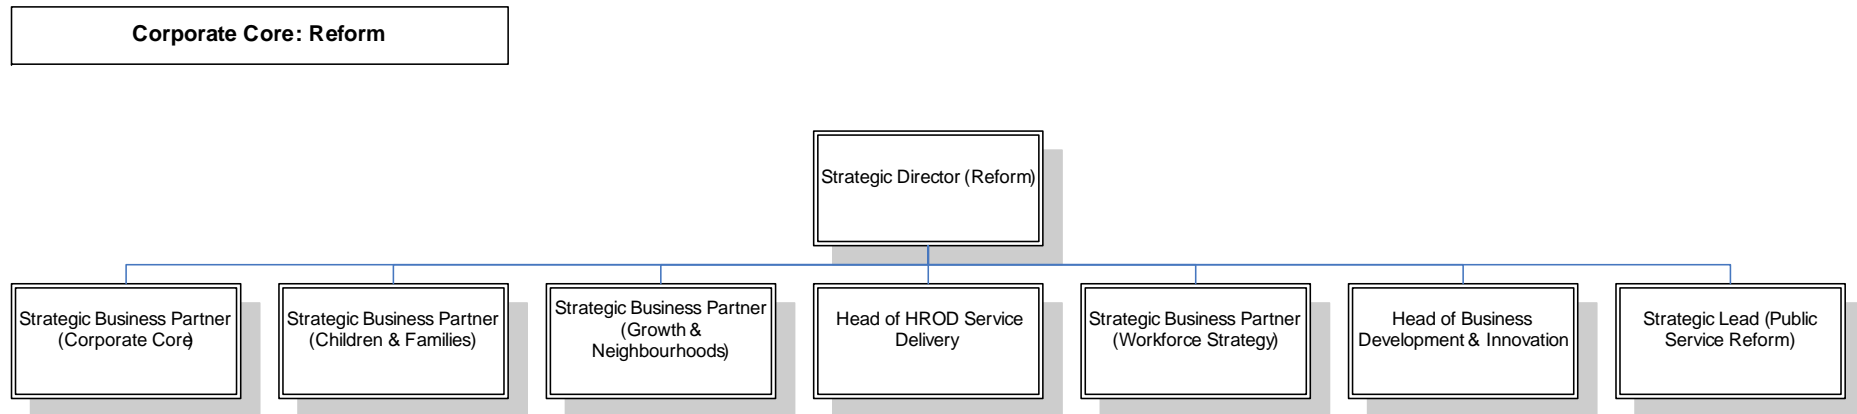 Corporate Core: Reform
Strategic Director (Reform)
Strategic Business Partner
(Corporate Core)
Strategic Business Partner
(Children & Families)
Strategic Business Partner
(Growth &
Neighbourhoods)
Head of HROD Service
Delivery
Strategic Business Partner
(Workforce Strategy)
Head of Business
Development & Innovation
Strategic Lead (Public
Service Reform)